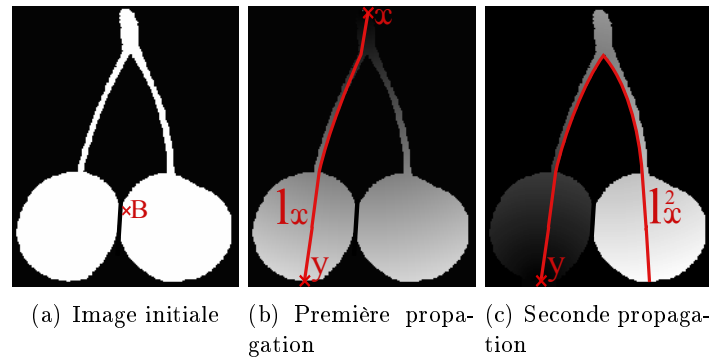 x
B
lx
y
l²x
y
(a) Image initiale
(b) Première propa-
gation
(c) Seconde propaga-
tion